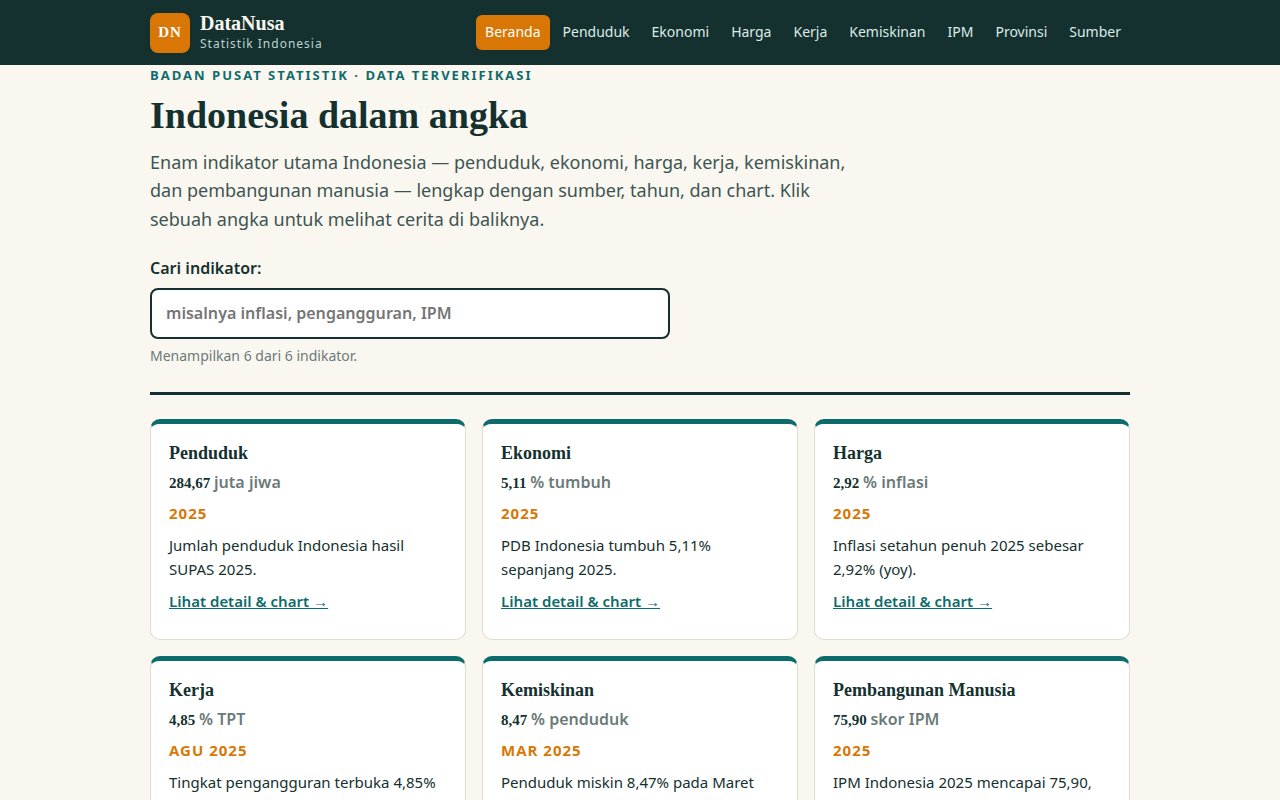 DN
DataNusa
Statistik Indonesia
Beranda Penduduk Ekonomi Harga Kerja Kemiskinan IPM Provinsi Sumber
BADAN PUSAT STATISTIK · DATA TERVERIFIKASI
Indonesia dalam angka
Enam indikator utama Indonesia — penduduk, ekonomi, harga, kerja, kemiskinan,
dan pembangunan manusia — lengkap dengan sumber, tahun, dan chart. Klik
sebuah angka untuk melihat cerita di baliknya.
Cari indikator:
misalnya inflasi, pengangguran, IPM
Menampilkan 6 dari 6 indikator.
Penduduk
284,67 juta jiwa
2025
Jumlah penduduk Indonesia hasil
SUPAS 2025.
Lihat detail & chart →
Ekonomi
5,11 % tumbuh
2025
PDB Indonesia tumbuh 5,11%
sepanjang 2025.
Lihat detail & chart →
Harga
2,92 % inflasi
2025
Inflasi setahun penuh 2025 sebesar
2,92% (yoy).
Lihat detail & chart →
Kerja
4,85 % TPT
AGU 2025
Tingkat pengangguran terbuka 4,85%
Kemiskinan
8,47 % penduduk
MAR 2025
Penduduk miskin 8,47% pada Maret
Pembangunan Manusia
75,90 skor IPM
2025
IPM Indonesia 2025 mencapai 75,90,